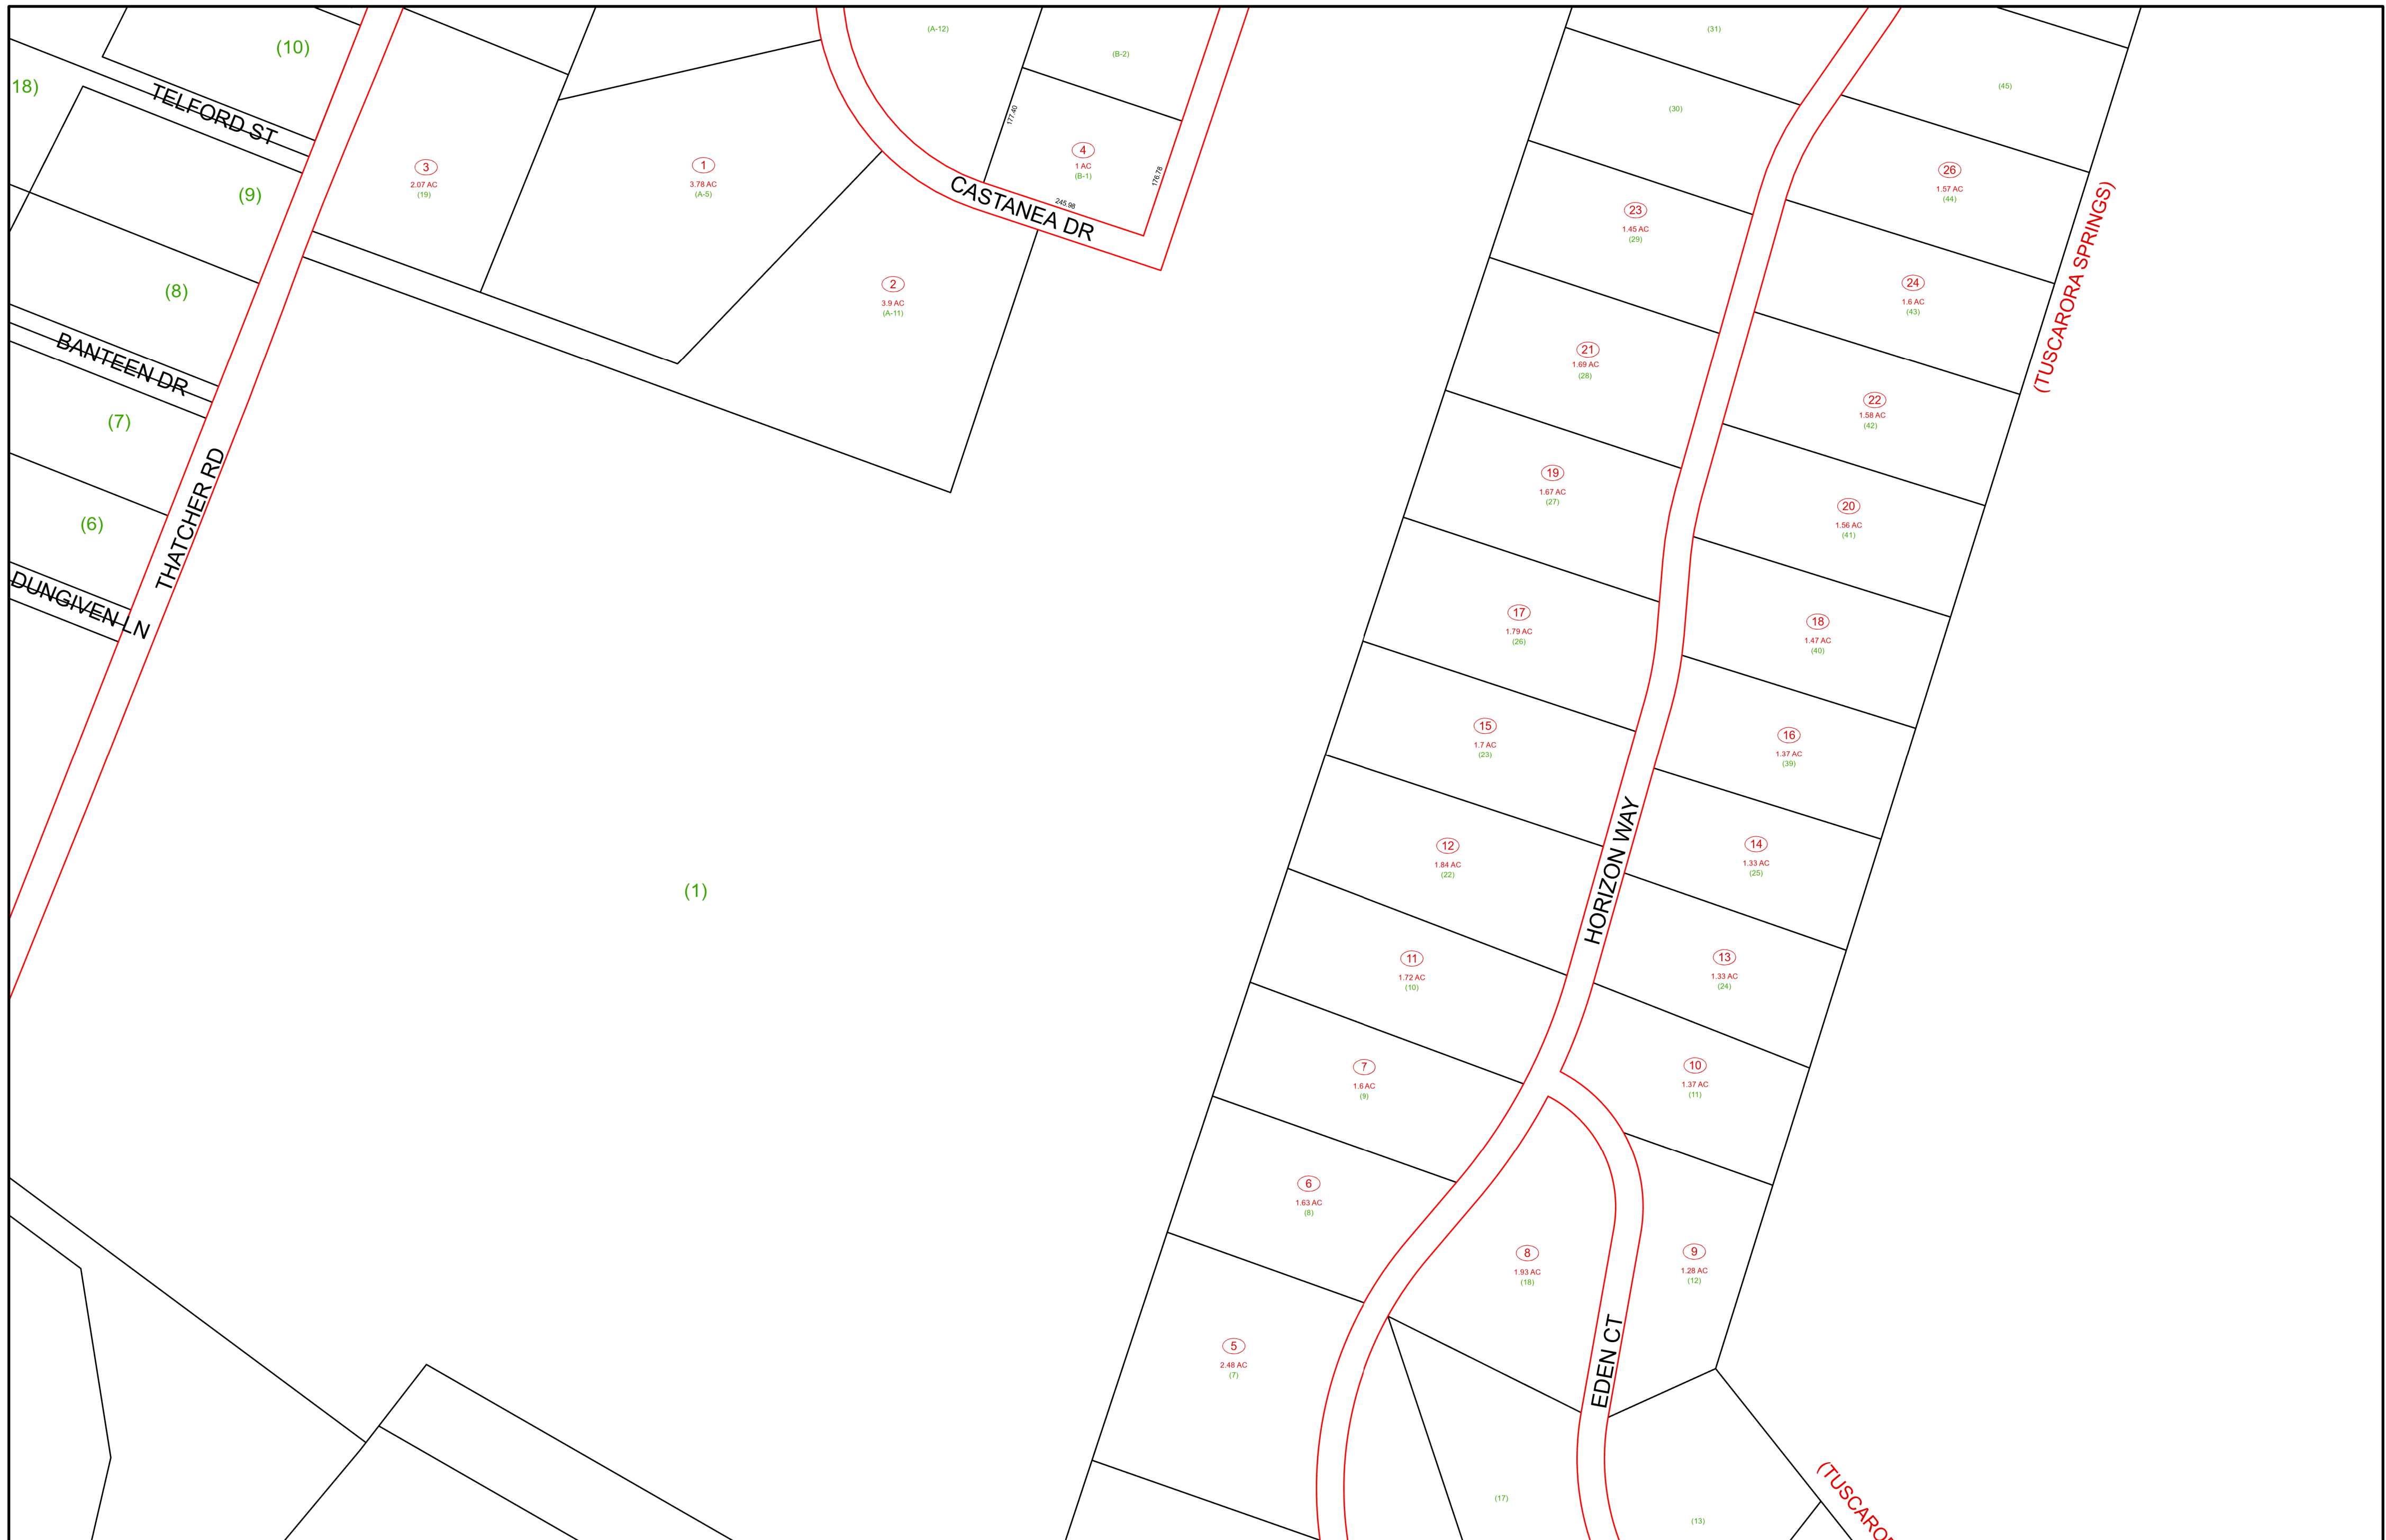 (10)
18)
TELFORD ST
(9)
(8)
BANTEEN DR
(7)
THATCHER RD
(6)
DUNGIVEN LN
3
2.07 AC
(19)
1
3.78 AC
(A-5)
(A-12)
(B-2)
177.40
4
1 AC
(B-1)
176.78
245.98
CASTANEA DR
2
3.9 AC
(A-11)
(1)
(31)
(30)
(45)
26
1.57 AC
(44)
23
1.45 AC
(29)
24
1.6 AC
(43)
(TUSCARORA SPRINGS)
21
1.69 AC
(28)
22
1.58 AC
(42)
19
1.67 AC
(27)
20
1.56 AC
(41)
17
1.79 AC
(26)
18
1.47 AC
(40)
15
1.7 AC
(23)
16
1.37 AC
(39)
HORIZON WAY
12
1.84 AC
(22)
14
1.33 AC
(25)
11
1.72 AC
(10)
13
1.33 AC
(24)
7
1.6 AC
(9)
10
1.37 AC
(11)
6
1.63 AC
(8)
8
1.93 AC
(18)
9
1.28 AC
(12)
EDEN CT
5
2.48 AC
(7)
(17)
(13)
(TUSCAROR